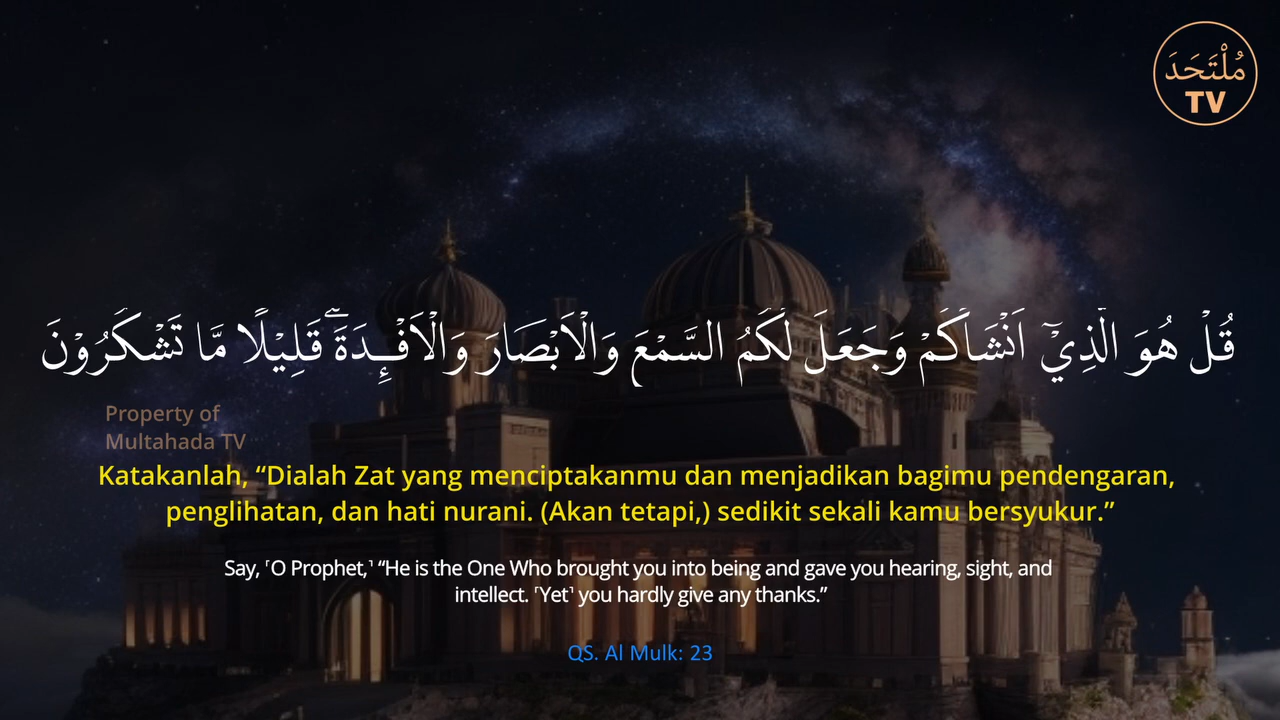 مُلْتَحَدَ
TV
قُلْ هُوَ الَّذِيْٓ اَنْشَاَكُمْ وَجَعَلَ لَكُمُ السَّمْعَ وَالْاَبْصَارَ وَالْاَفْـِٕدَةَۗ قَلِيْلًا مَّا تَشْكُرُوْنَ
Property of
Multahada TV
Katakanlah, “Dialah Zat yang menciptakanmu dan menjadikan bagimu pendengaran,
penglihatan, dan hati nurani. (Akan tetapi,) sedikit sekali kamu bersyukur.”
Say, ˹O Prophet,˺ “He is the One Who brought you into being and gave you hearing, sight, and
intellect. ˹Yet˺ you hardly give any thanks.”
QS. Al Mulk: 23